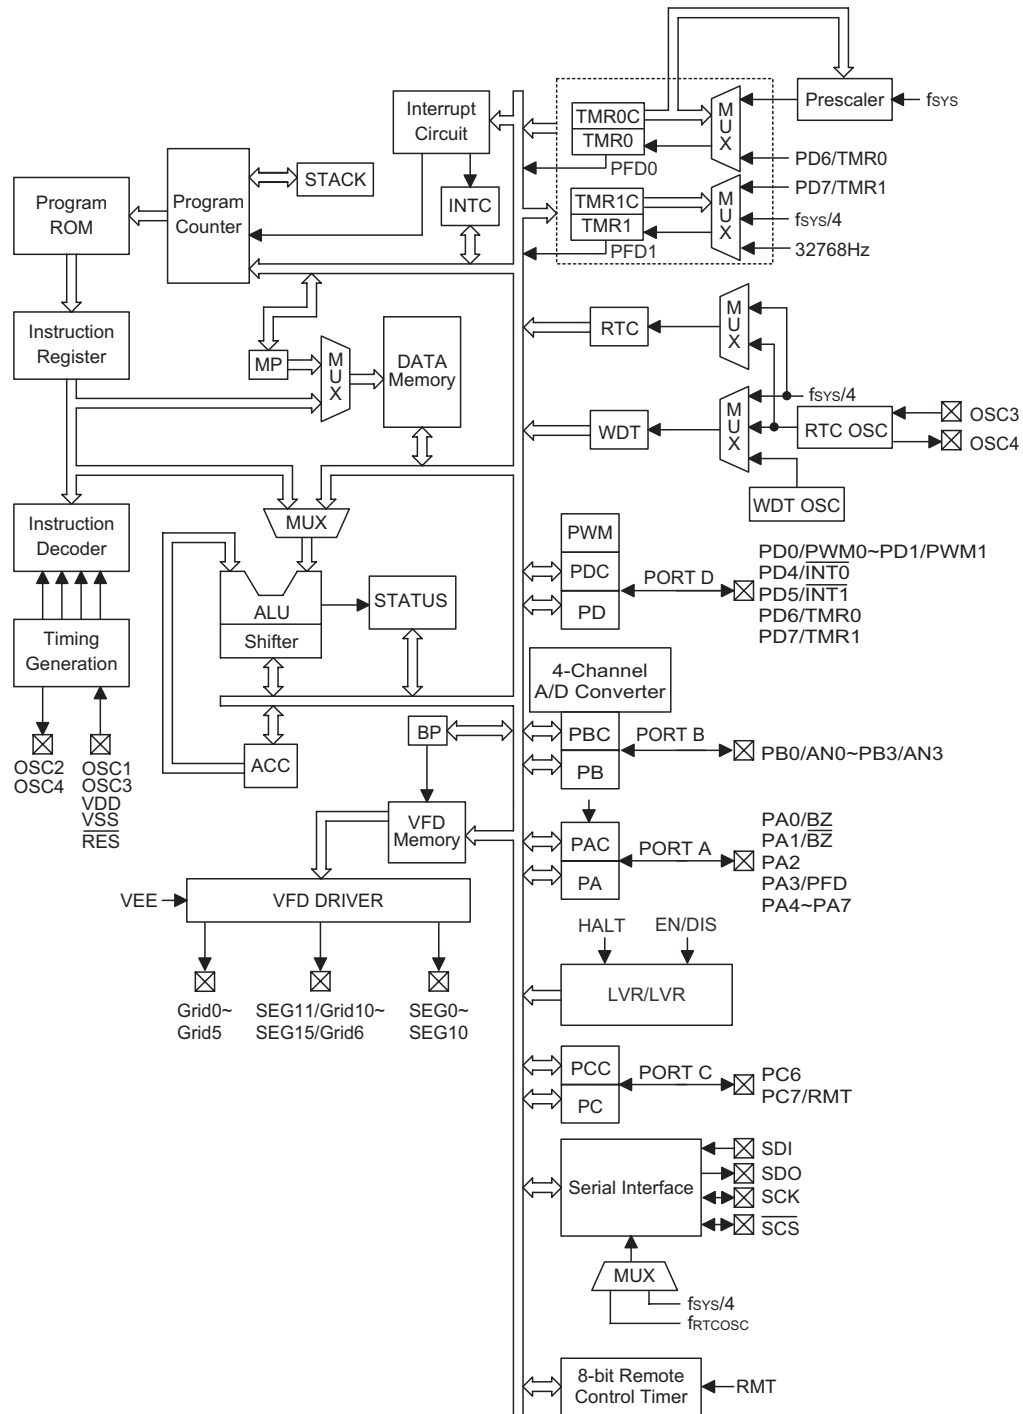 Interrupt
Circuit
TMR0C
TMR0
PFD0
MUX
Prescaler
fSYS
PD6/TMR0
Program
ROM
Program
Counter
STACK
INTC
TMR1C
TMR1
PFD1
MUX
PD7/TMR1
fSYS/4
32768Hz
Instruction
Register
MP
MUX
DATA
Memory
RTC
MUX
fSYS/4
WDT
MUX
RTC OSC
OSC3
OSC4
WDT OSC
Instruction
Decoder
MUX
ALU
Shifter
STATUS
PWM
PDC
PD
PORT D
PD0/PWM0~PD1/PWM1
PD4/I̅N̅T̅0̅
PD5/I̅N̅T̅1̅
PD6/TMR0
PD7/TMR1
Timing
Generation
OSC2
OSC4
OSC1
OSC3
VDD
VSS
R̅E̅S̅
ACC
BP
4-Channel
A/D Converter
PBC
PB
PORT B
PB0/AN0~PB3/AN3
VFD
Memory
PAC
PA
PORT A
PA0/BZ
PA1/B̅Z̅
PA2
PA3/PFD
PA4~PA7
VEE
VFD DRIVER
Grid0~
Grid5
SEG11/Grid10~
SEG15/Grid6
SEG0~
SEG10
HALT
EN/DIS
LVR/LVR
PCC
PC
PORT C
PC6
PC7/RMT
Serial Interface
SDI
SDO
SCK
S̅C̅S̅
MUX
fSYS/4
fRTCOSC
8-bit Remote
Control Timer
RMT